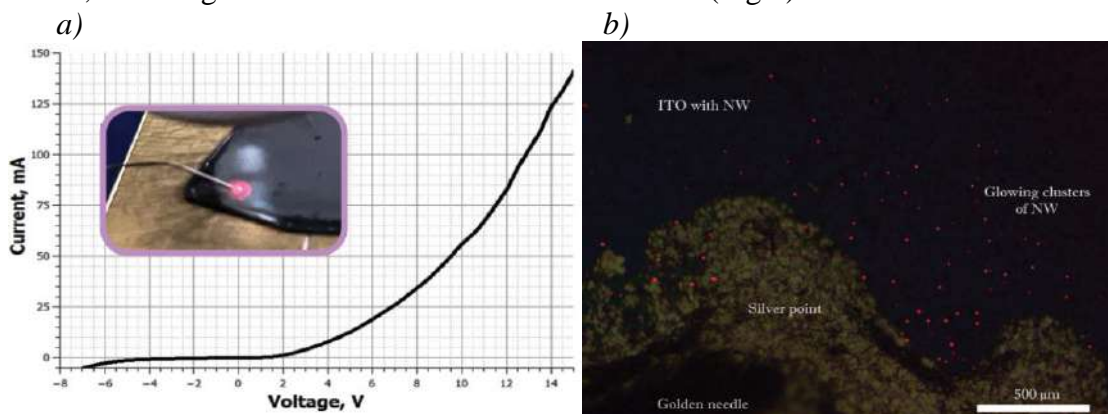 a)
b)
150
125
100
75
50
25
0
Current, mA
-8 -6 -4 -2 0 2 4 6 8 10 12 14
Voltage, V
ITO with NW
Glowing clusters
of NW
Silver point
Golden needle
500 µm